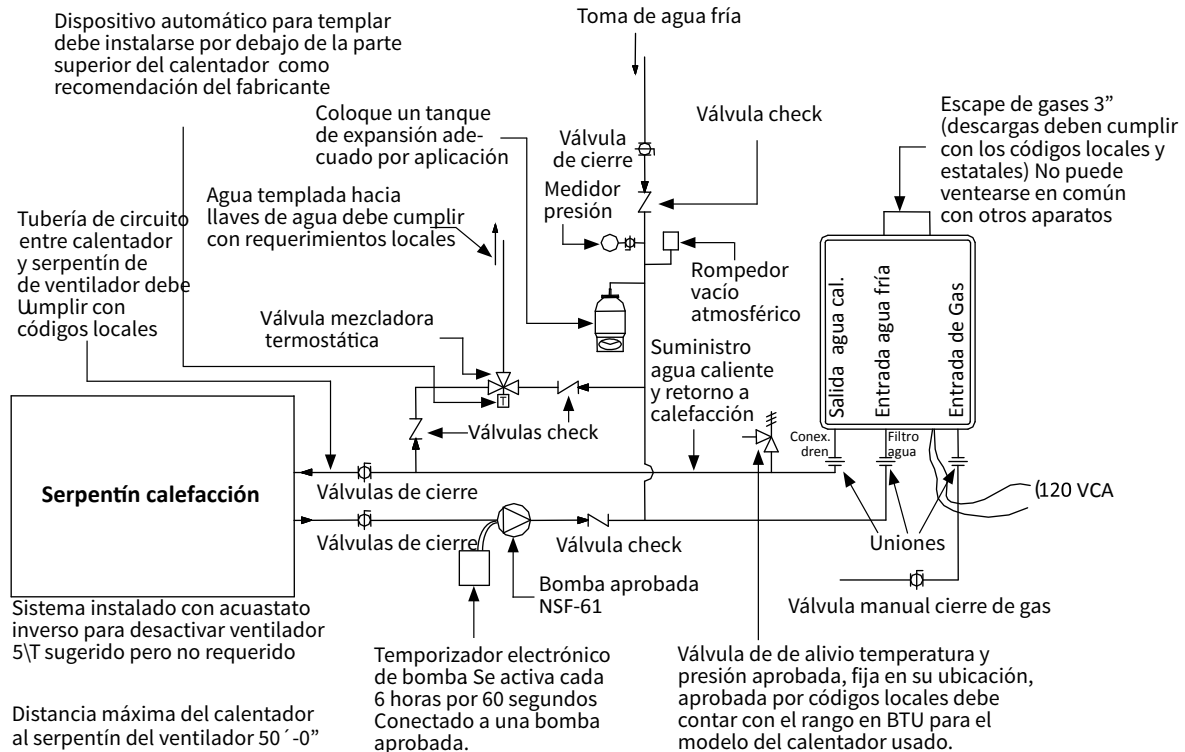 Dispositivo automático para templar
debe instalarse por debajo de la parte
superior del calentador como
recomendación del fabricante
Toma de agua fría
Coloque un tanque
de expansión ade-
cuado por aplicación
Válvula
de cierre
Válvula check
Escape de gases 3”
(descargas deben cumplir
con los códigos locales y
estatales) No puede
ventearse en común
con otros aparatos
Medidor
presión
Agua templada hacia
llaves de agua debe cumplir
con requerimientos locales
Tubería de circuito
entre calentador
y serpentín de
de ventilador debe
Uumplir con
códigos locales
Rompedor
vacío
atmosférico
Válvula mezcladora
termostática
T
Suministro
agua caliente
y retorno a
calefacción
Salida agua cal.
Entrada agua fría
Entrada de Gas
Válvulas check
Conex.
dren
Filtro
agua
Serpentín calefacción
Válvulas de cierre
(120 VCA
Válvulas de cierre
Válvula check
Uniones
Bomba aprobada
NSF-61
Válvula manual cierre de gas
Sistema instalado con acuastato
inverso para desactivar ventilador
5\T sugerido pero no requerido
Temporizador electrónico
de bomba Se activa cada
6 horas por 60 segundos
Conectado a una bomba
aprobada.
Válvula de de alivio temperatura y
presión aprobada, fija en su ubicación,
aprobada por códigos locales debe
contar con el rango en BTU para el
modelo del calentador usado.
Distancia máxima del calentador
al serpentín del ventilador 50´-0”